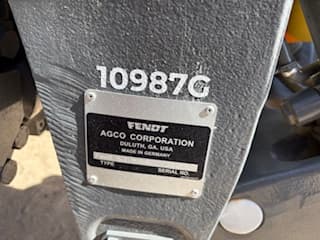 10987G
FENDT
AGCO CORPORATION
DULUTH, GA. USA
MADE IN GERMANY
TYPE SERIAL NO.